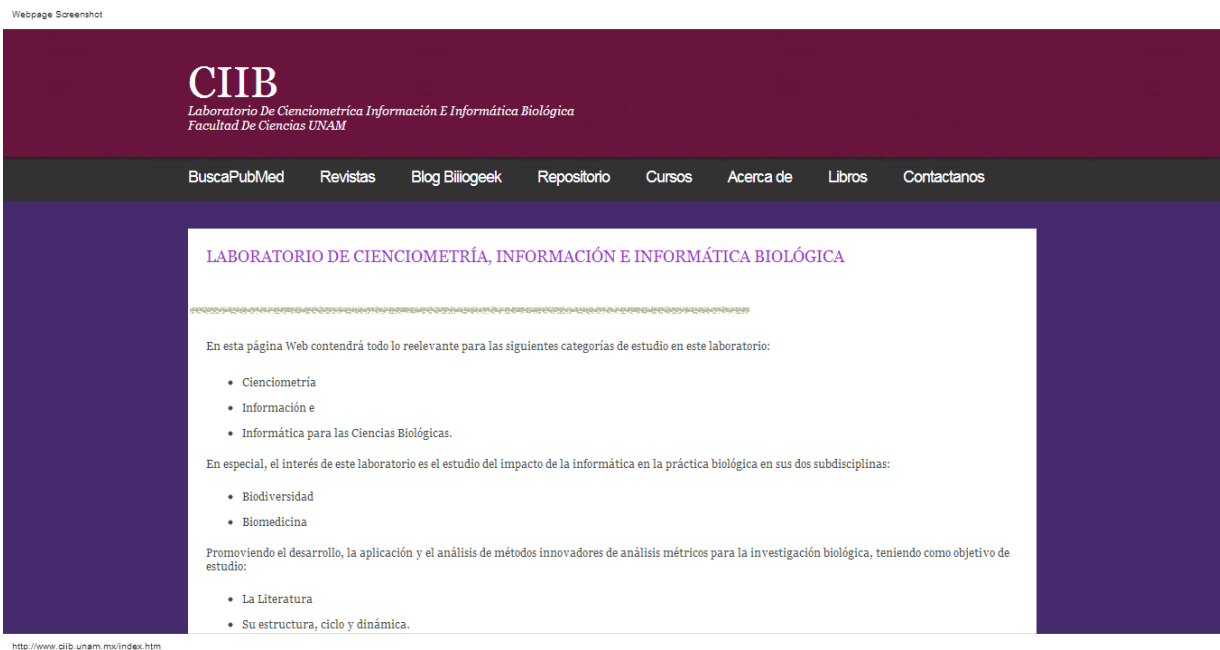 Webpage Screenshot
CIIB
Laboratorio De Cienciometríca Información E Informática Biológica
Facultad De Ciencias UNAM
BuscaPubMed Revistas Blog Biliogeek Repositorio Cursos Acerca de Libros Contactanos
LABORATORIO DE CIENCIOMETRÍA, INFORMACIÓN E INFORMÁTICA BIOLÓGICA
En esta página Web contendrá todo lo reelevante para las siguientes categorías de estudio en este laboratorio:
• Cienciometría
• Información e
• Informática para las Ciencias Biológicas.
En especial, el interés de este laboratorio es el estudio del impacto de la informática en la práctica biológica en sus dos subdisciplinas:
• Biodiversidad
• Biomedicina
Promoviendo el desarrollo, la aplicación y el análisis de métodos innovadores de análisis métricos para la investigación biológica, teniendo como objetivo de
estudio:
• La Literatura
• Su estructura, ciclo y dinámica.
http://www.ciib.unam.mx/index.htm